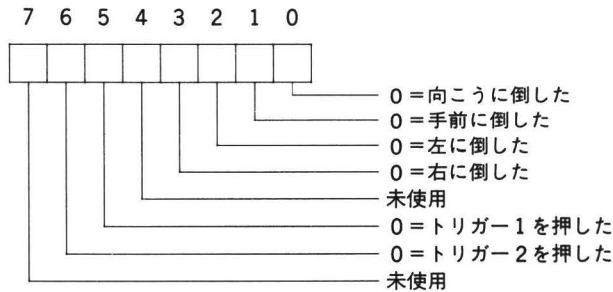 7 6 5 4 3 2 1 0
0=向こうに倒した
0=手前に倒した
0=左に倒した
0=右に倒した
未使用
0=トリガー1を押した
0=トリガー2を押した
未使用